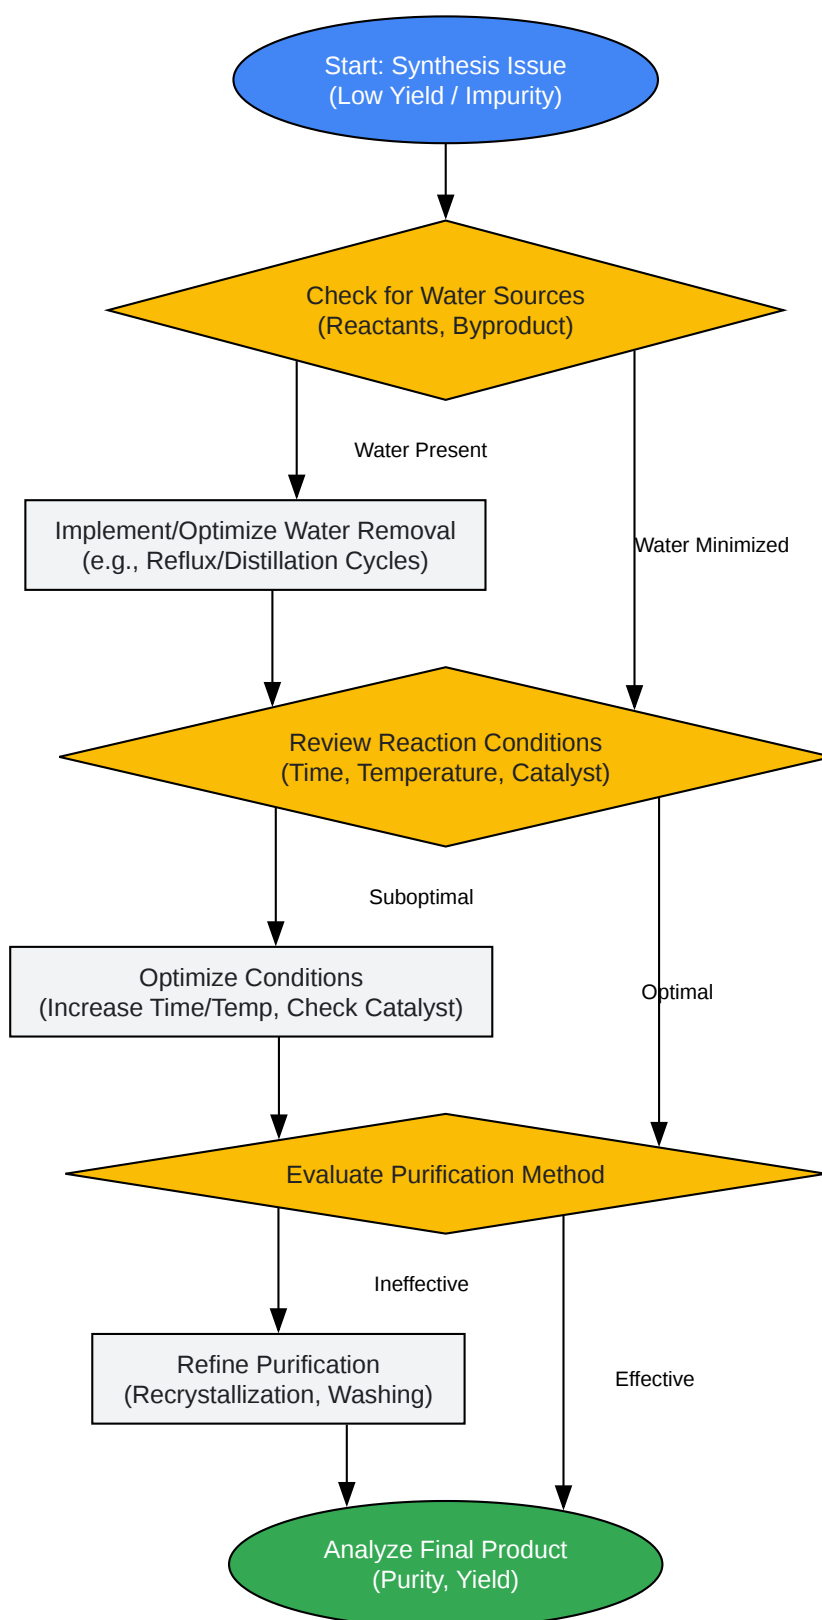 Start: Synthesis Issue
(Low Yield / Impurity)
Check for Water Sources
(Reactants, Byproduct)
Water Present
Implement/Optimize Water Removal
(e.g., Reflux/Distillation Cycles)
Water Minimized
Review Reaction Conditions
(Time, Temperature, Catalyst)
Suboptimal
Optimize Conditions
(Increase Time/Temp, Check Catalyst)
Optimal
Evaluate Purification Method
Ineffective
Refine Purification
(Recrystallization, Washing)
Effective
Analyze Final Product
(Purity, Yield)